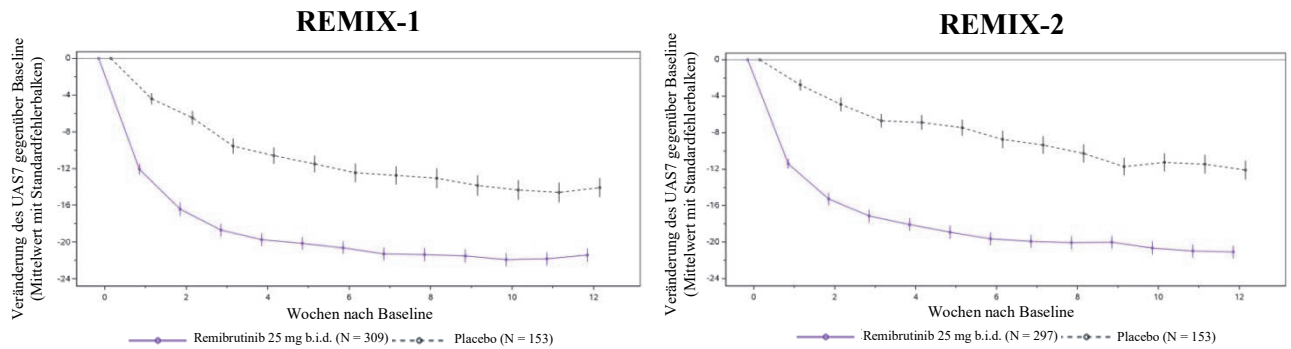 REMIX-1
Veränderung des UAS7 gegenüber Baseline
(Mittelwert mit Standardfehlerbalken)
0
-4
-8
-12
-16
-20
-24
0 2 4 6 8 10 12
Wochen nach Baseline
Remibrutinib 25 mg b.i.d. (N = 309) Placebo (N = 153)
REMIX-2
Veränderung des UAS7 gegenüber Baseline
(Mittelwert mit Standardfehlerbalken)
0
-4
-8
-12
-16
-20
-24
0 2 4 6 8 10 12
Wochen nach Baseline
Remibrutinib 25 mg b.i.d. (N = 297) Placebo (N = 153)